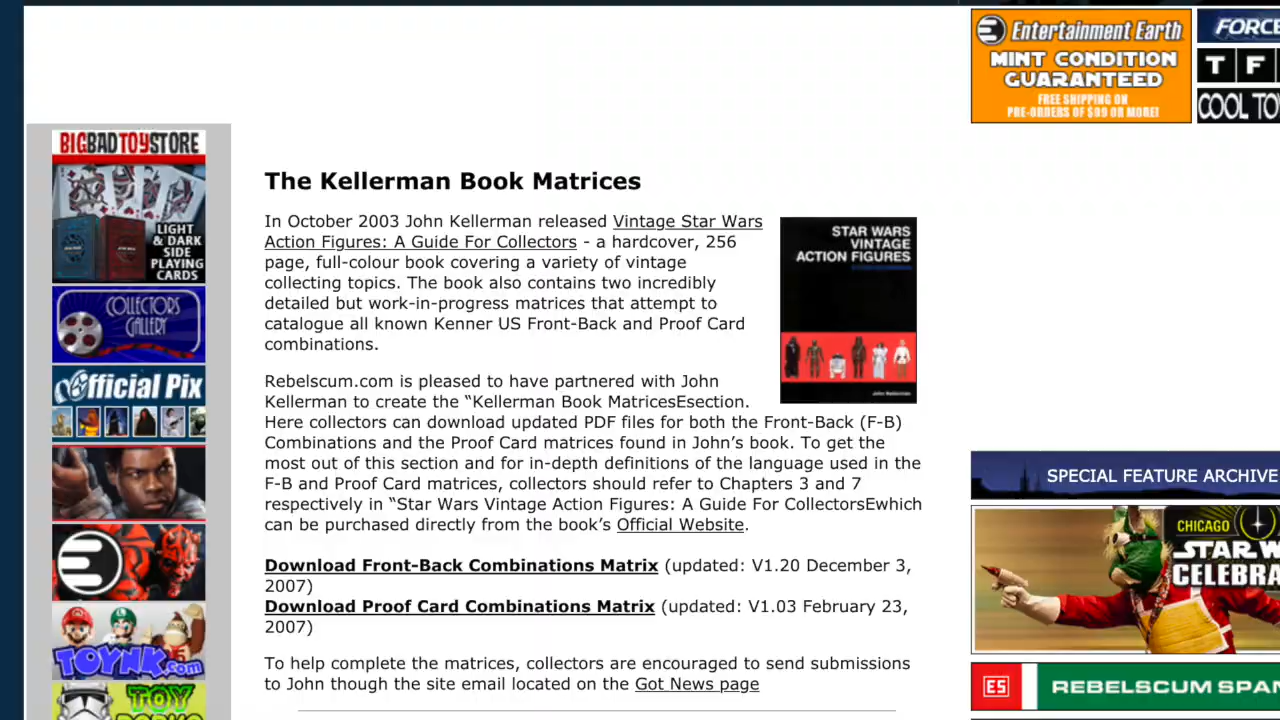 Entertainment Earth
MINT CONDITION
GUARANTEED
FREE SHIPPING ON
PRE-ORDERS OF $99 OR MORE!
FORCE
T F
COOL TOY
BIGBADTOYSTORE
LIGHT
& DARK
SIDE
PLAYING
CARDS
COLLECTORS
GALLERY
Official Pix
TOYNK.com
TOY
The Kellerman Book Matrices
In October 2003 John Kellerman released Vintage Star Wars
Action Figures: A Guide For Collectors - a hardcover, 256
page, full-colour book covering a variety of vintage
collecting topics. The book also contains two incredibly
detailed but work-in-progress matrices that attempt to
catalogue all known Kenner US Front-Back and Proof Card
combinations.
STAR WARS
VINTAGE
ACTION FIGURES
John Kellerman
Rebelscum.com is pleased to have partnered with John
Kellerman to create the “Kellerman Book MatricesEsection.
Here collectors can download updated PDF files for both the Front-Back (F-B)
Combinations and the Proof Card matrices found in John’s book. To get the
most out of this section and for in-depth definitions of the language used in the
F-B and Proof Card matrices, collectors should refer to Chapters 3 and 7
respectively in “Star Wars Vintage Action Figures: A Guide For CollectorsEwhich
can be purchased directly from the book’s Official Website.
Download Front-Back Combinations Matrix (updated: V1.20 December 3,
2007)
Download Proof Card Combinations Matrix (updated: V1.03 February 23,
2007)
To help complete the matrices, collectors are encouraged to send submissions
to John though the site email located on the Got News page
SPECIAL FEATURE ARCHIVE
CHICAGO
STAR W
CELEBRA
ES
REBELSCUM SPAN